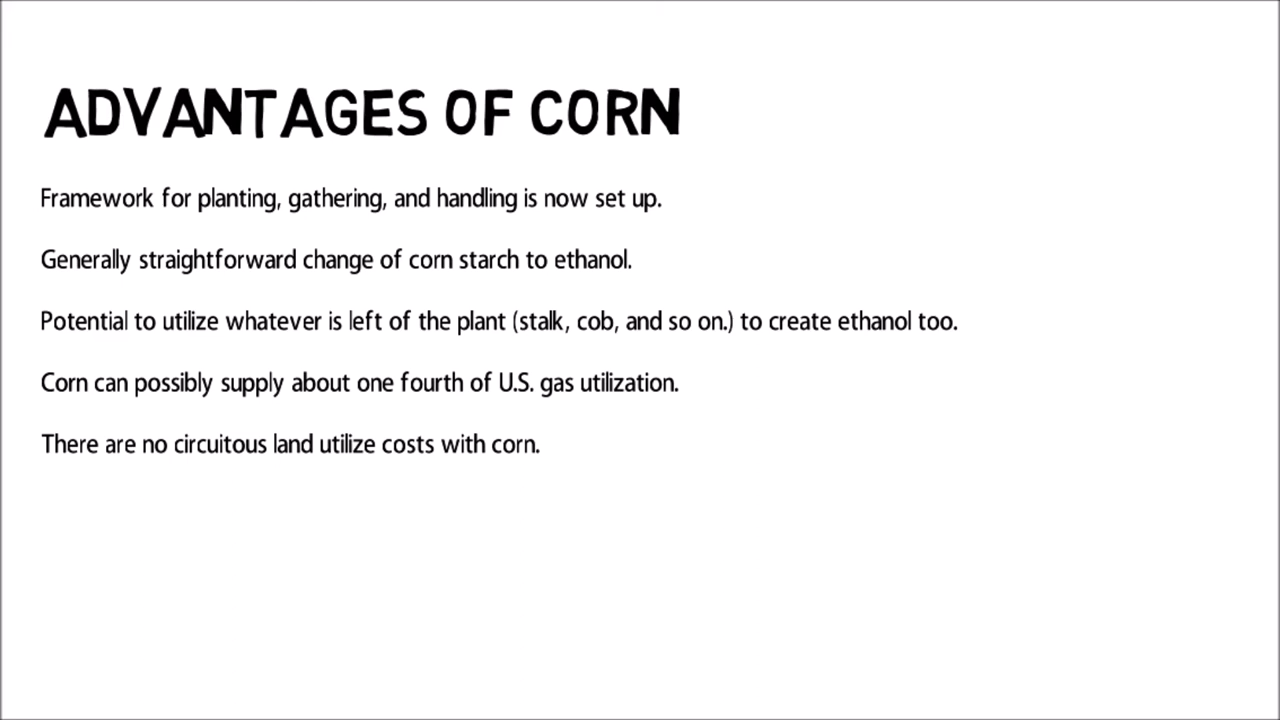 ADVANTAGES OF CORN
Framework for planting, gathering, and handling is now set up.
Generally straightforward change of corn starch to ethanol.
Potential to utilize whatever is left of the plant (stalk, cob, and so on.) to create ethanol too.
Corn can possibly supply about one fourth of U.S. gas utilization.
There are no circuitous land utilize costs with corn.